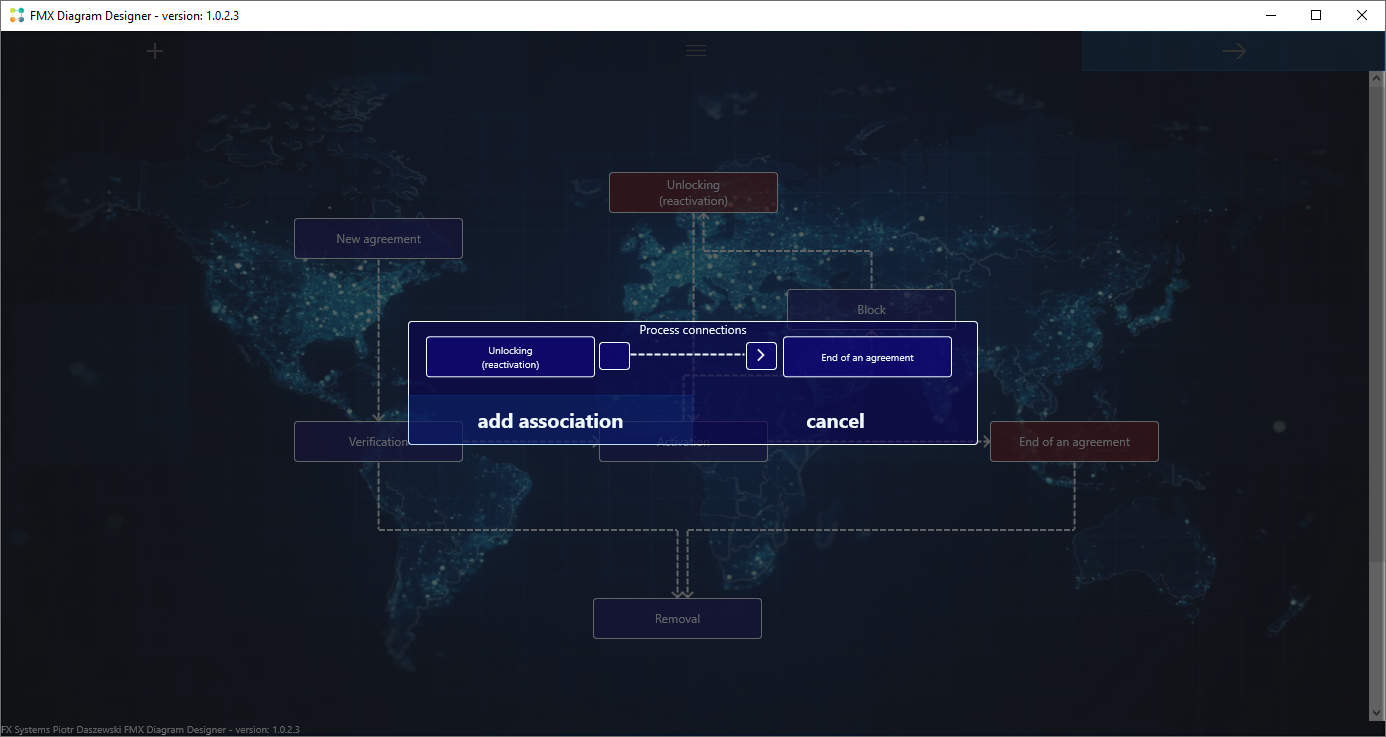 FMX Diagram Designer - version: 1.0.2.3
Unlocking
(reactivation)
New agreement
Block
Process connections
Unlocking
(reactivation)
End of an agreement
add association
cancel
Verification
Activation
End of an agreement
Removal
FX Systems Piotr Daszewski FMX Diagram Designer - version: 1.0.2.3